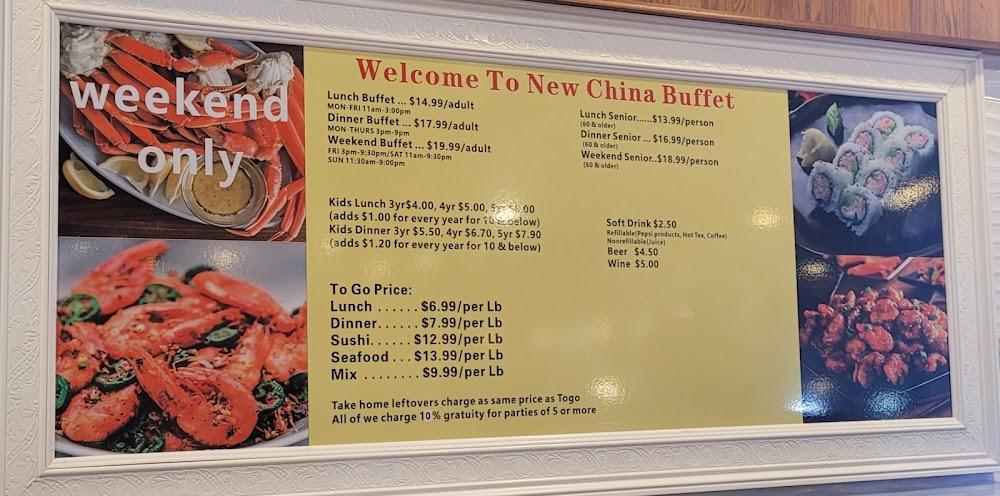 weekend
only
Welcome To New China Buffet
Lunch Buffet ... $14.99/adult
MON-FRI 11am-3:00pm
Dinner Buffet ... $17.99/adult
MON-THURS 3pm-9pm
Weekend Buffet ... $19.99/adult
FRI 3pm-9:30pm/SAT 11am-9:30pm
SUN 11:30am-9:00pm
Lunch Senior......$13.99/person
(60 & older)
Dinner Senior ... $16.99/person
(60 & older)
Weekend Senior..$18.99/person
(60 & older)
Kids Lunch 3yr$4.00, 4yr $5.00, 5yr $6.00
(adds $1.00 for every year for 10 & below)
Kids Dinner 3yr $5.50, 4yr $6.70, 5yr $7.90
(adds $1.20 for every year for 10 & below)
Soft Drink $2.50
Refillable(Pepsi products, Hot Tea, Coffee)
Nonrefillable(Juice)
Beer $4.50
Wine $5.00
To Go Price:
Lunch ...... $6.99/per Lb
Dinner...... $7.99/per Lb
Sushi...... $12.99/per Lb
Seafood ... $13.99/per Lb
Mix ........ $9.99/per Lb
Take home leftovers charge as same price as Togo
All of we charge 10% gratuity for parties of 5 or more